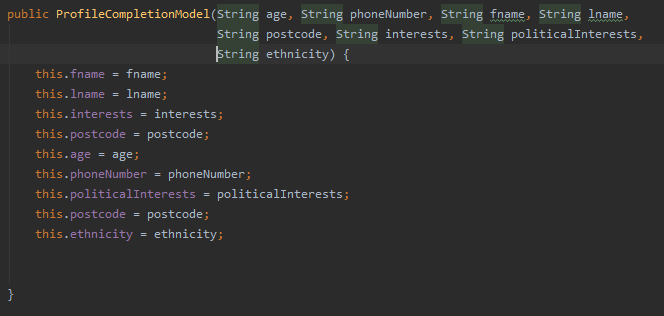 public ProfileCompletionModel(String age, String phoneNumber, String fname, String lname,
String postcode, String interests, String politicalInterests,
String ethnicity) {
this.fname = fname;
this.lname = lname;
this.interests = interests;
this.postcode = postcode;
this.age = age;
this.phoneNumber = phoneNumber;
this.politicalInterests = politicalInterests;
this.postcode = postcode;
this.ethnicity = ethnicity;
}